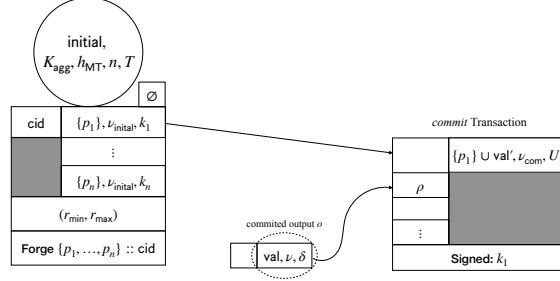 initial,
K_agg, h_MT, n, T
∅
cid
{p_1}, ν_inital, k_1
⋮
{p_n}, ν_inital, k_n
(r_min, r_max)
Forge {p_1, …, p_n} :: cid
commited output o
val, ν, δ
commit Transaction
{p_1} ∪ val′, ν_com, U
ρ
⋮
Signed: k_1